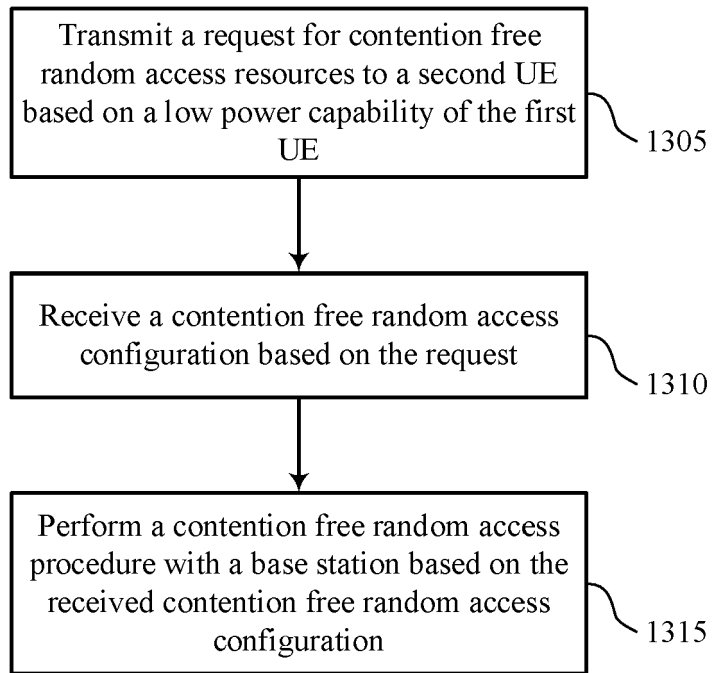 Transmit a request for contention free
random access resources to a second UE
based on a low power capability of the first
UE
1305
Receive a contention free random access
configuration based on the request
1310
Perform a contention free random access
procedure with a base station based on the
received contention free random access
configuration
1315